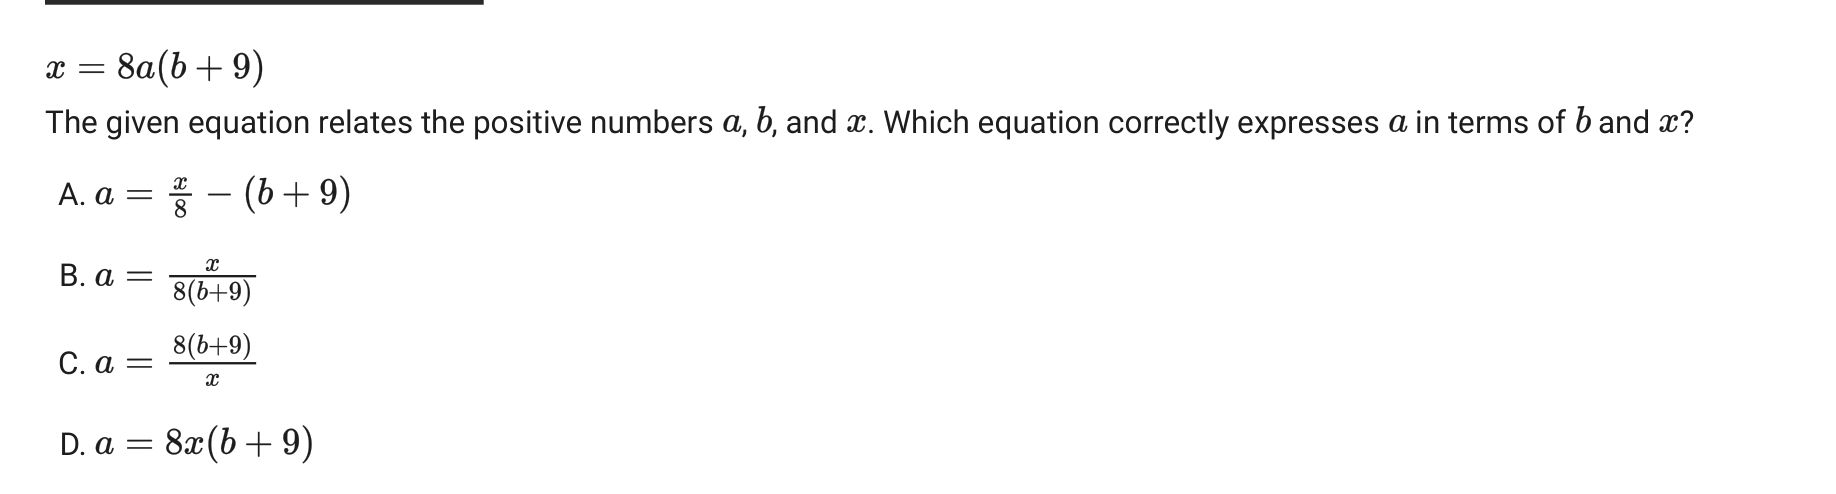 x = 8a(b + 9)
The given equation relates the positive numbers a, b, and x. Which equation correctly expresses a in terms of b and x?
A. a = x/8 − (b + 9)
B. a = x/8(b+9)
C. a = 8(b+9)/x
D. a = 8x(b + 9)